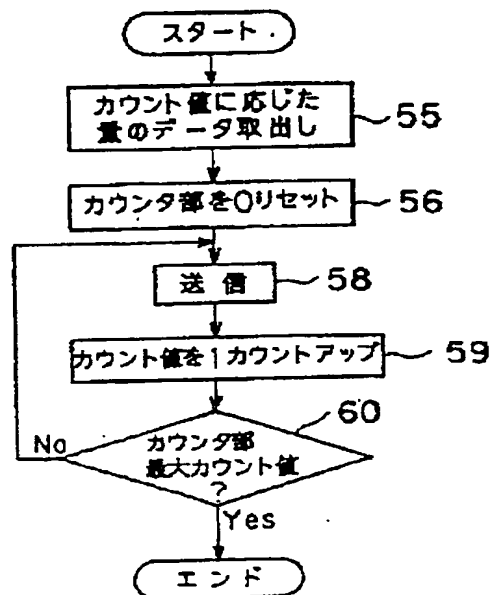 スタート
カウント値に応じた
量のデータ取出し
55
カウンタ部を0リセット
56
送信
58
カウント値を1カウントアップ
59
60
カウンタ部
最大カウント値
?
No
Yes
エンド